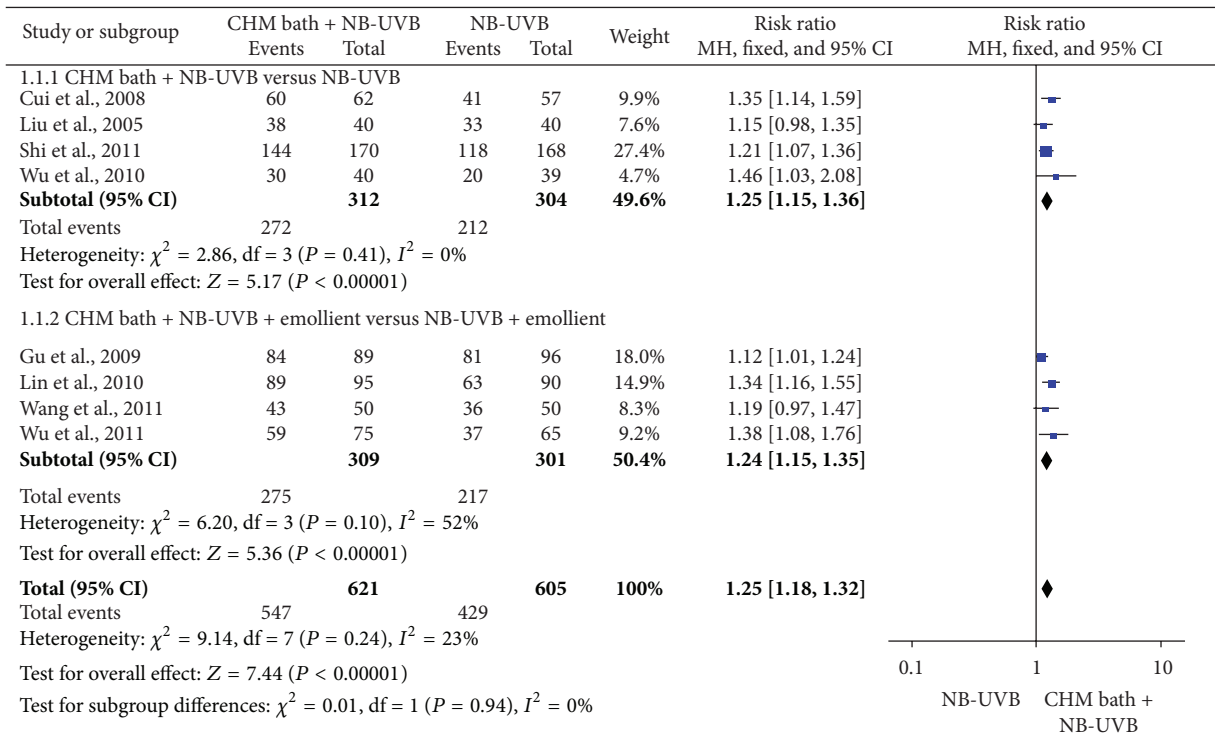 Study or subgroup CHM bath + NB-UVB NB-UVB Weight Risk ratio Risk ratio
Events Total Events Total MH, fixed, and 95% CI MH, fixed, and 95% CI
1.1.1 CHM bath + NB-UVB versus NB-UVB
Cui et al., 2008 60 62 41 57 9.9% 1.35 [1.14, 1.59]
Liu et al., 2005 38 40 33 40 7.6% 1.15 [0.98, 1.35]
Shi et al., 2011 144 170 118 168 27.4% 1.21 [1.07, 1.36]
Wu et al., 2010 30 40 20 39 4.7% 1.46 [1.03, 2.08]
Subtotal (95% CI) 312 304 49.6% 1.25 [1.15, 1.36]
Total events 272 212
Heterogeneity: χ² = 2.86, df = 3 (P = 0.41), I² = 0%
Test for overall effect: Z = 5.17 (P < 0.00001)
1.1.2 CHM bath + NB-UVB + emollient versus NB-UVB + emollient
Gu et al., 2009 84 89 81 96 18.0% 1.12 [1.01, 1.24]
Lin et al., 2010 89 95 63 90 14.9% 1.34 [1.16, 1.55]
Wang et al., 2011 43 50 36 50 8.3% 1.19 [0.97, 1.47]
Wu et al., 2011 59 75 37 65 9.2% 1.38 [1.08, 1.76]
Subtotal (95% CI) 309 301 50.4% 1.24 [1.15, 1.35]
Total events 275 217
Heterogeneity: χ² = 6.20, df = 3 (P = 0.10), I² = 52%
Test for overall effect: Z = 5.36 (P < 0.00001)
Total (95% CI) 621 605 100% 1.25 [1.18, 1.32]
Total events 547 429
Heterogeneity: χ² = 9.14, df = 7 (P = 0.24), I² = 23%
Test for overall effect: Z = 7.44 (P < 0.00001)
Test for subgroup differences: χ² = 0.01, df = 1 (P = 0.94), I² = 0%
0.1 1 10
NB-UVB CHM bath +
NB-UVB